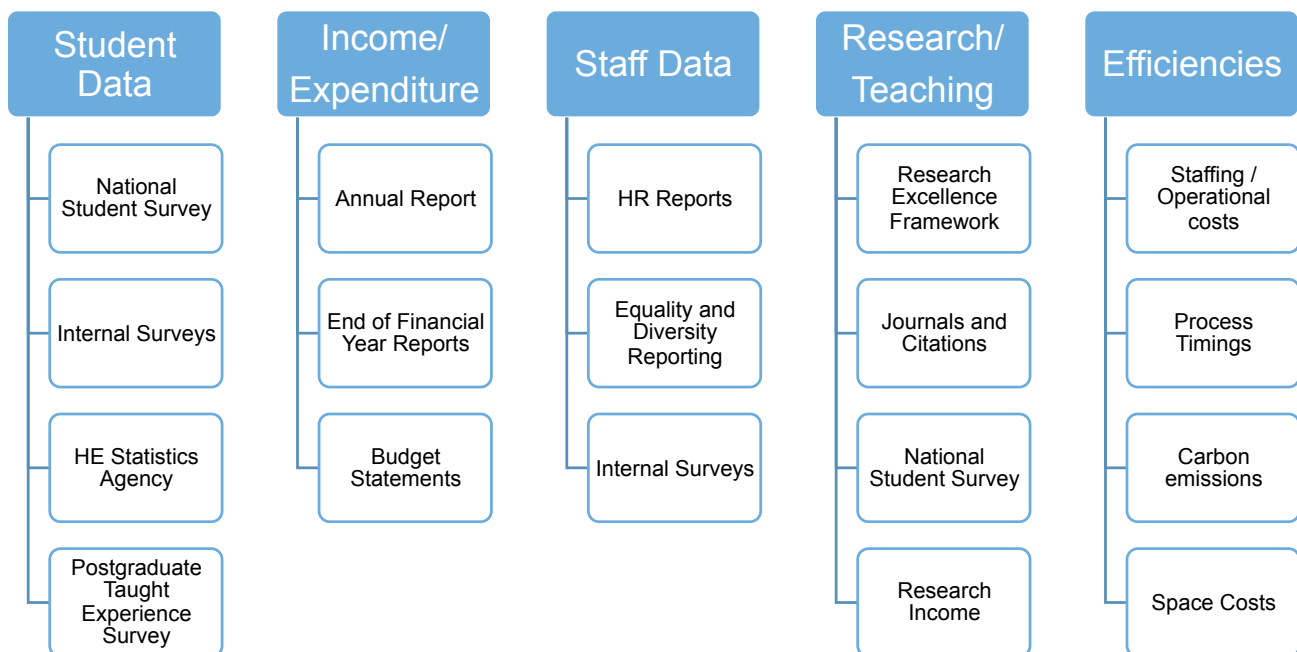 Student
Data
National
Student Survey
Internal Surveys
HE Statistics
Agency
Postgraduate
Taught
Experience
Survey
Income/
Expenditure
Annual Report
End of Financial
Year Reports
Budget
Statements
Staff Data
HR Reports
Equality and
Diversity
Reporting
Internal Surveys
Research/
Teaching
Research
Excellence
Framework
Journals and
Citations
National
Student Survey
Research
Income
Efficiencies
Staffing /
Operational
costs
Process
Timings
Carbon
emissions
Space Costs